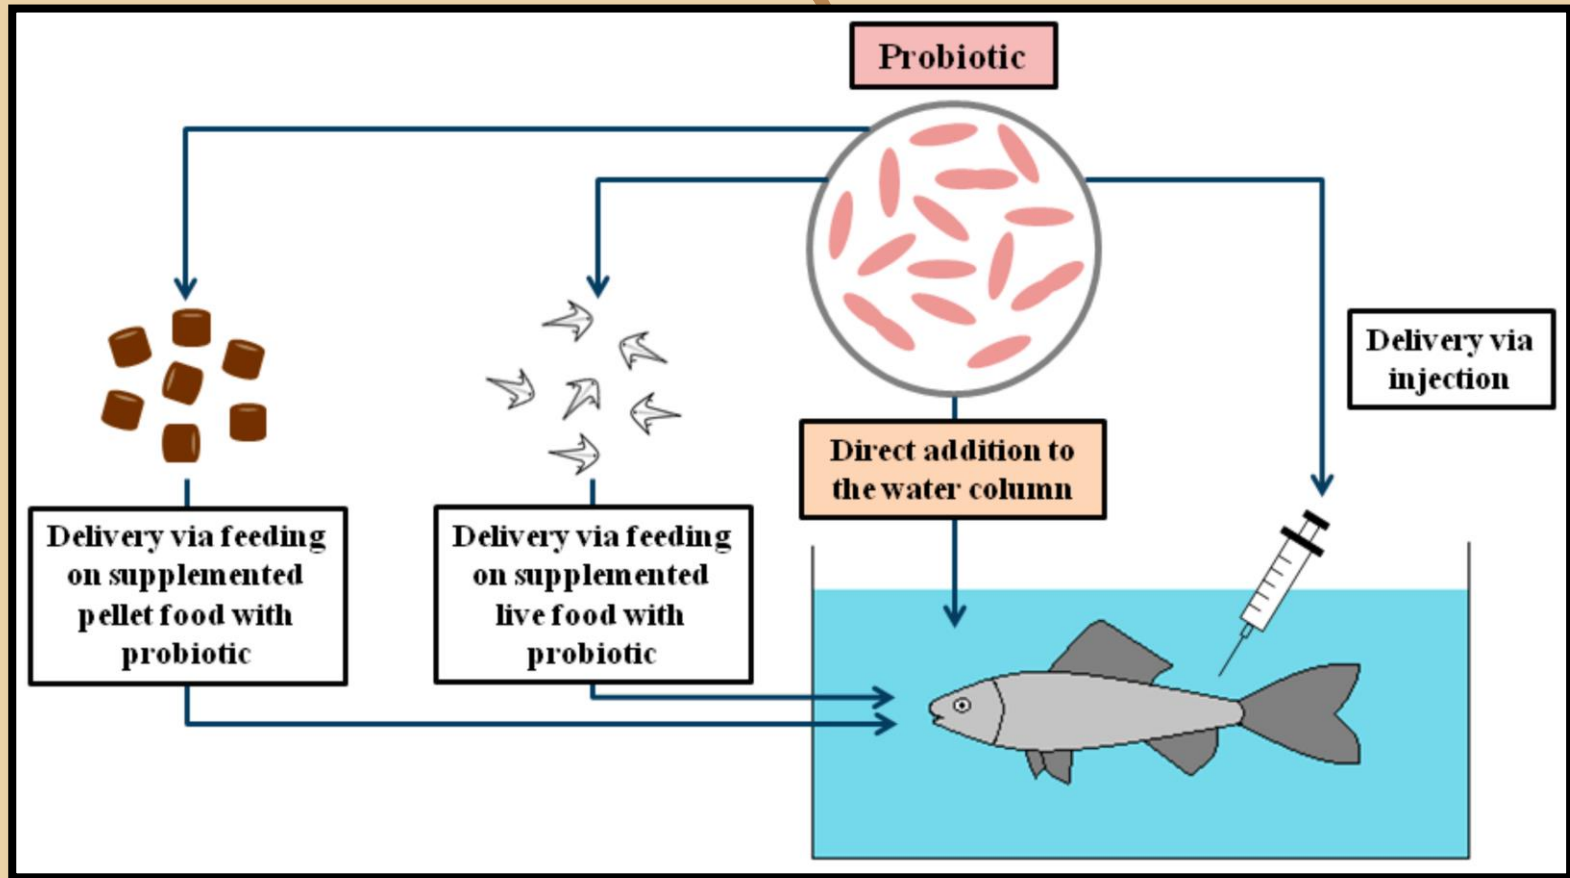 Probiotic
Delivery via
injection
Direct addition to
the water column
Delivery via feeding
on supplemented
pellet food with
probiotic
Delivery via feeding
on supplemented
live food with
probiotic